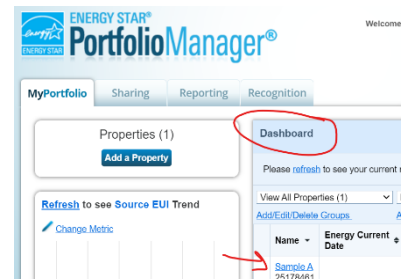 ENERGY STAR®
PortfolioManager®
energy
ENERGY STAR
Welcome
MyPortfolio
Sharing
Reporting
Recognition
Properties (1)
Add a Property
Refresh to see Source EUI Trend
Change Metric
Dashboard
Please refresh to see your current
View All Properties (1)
Add/Edit/Delete Groups
Name
Energy Current
Date
Sample A
25178461